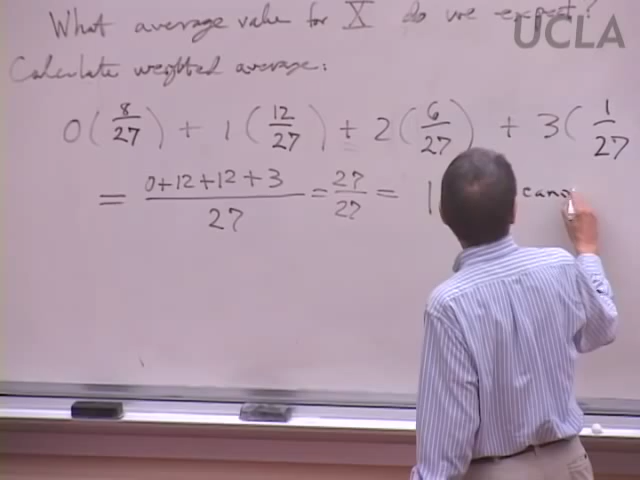 What average value for X do we expect?
UCLA
Calculate weighted average:
0(8/27) + 1(12/27) + 2(6/27) + 3(1/27
= 0+12+12+3/27 = 27/27 = 1